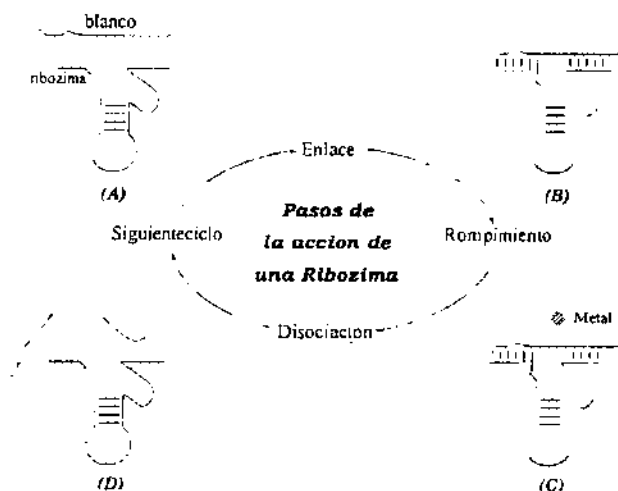 blanco
ribozima
(A)
(B)
Enlace
Pasos de
la accion de
una Ribozima
Siguienteciclo
Rompimiento
Disociacion
Metal
(D)
(C)